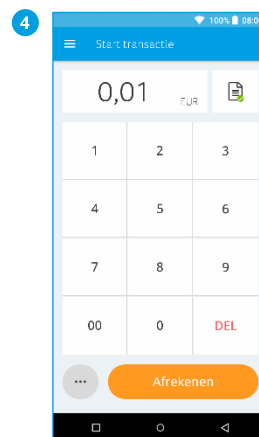 4
100% 08:00
Start transactie
0,01 EUR
1 2 3
4 5 6
7 8 9
00 0 DEL
... Afrekenen